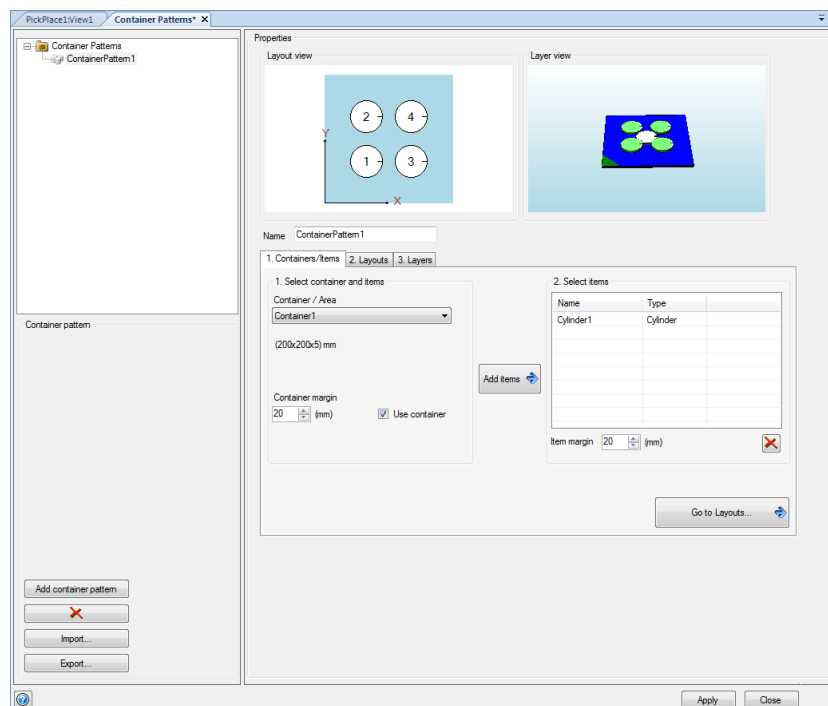 PickPlace1:View1 Container Patterns* X
Container Patterns
ContainerPattern1
Container pattern
Add container pattern
Import...
Export...
Properties
Layout view
2 4
Y
1 3
X
Layer view
Name ContainerPattern1
1. Containers/Items 2. Layouts 3. Layers
1. Select container and items
Container / Area
Container1
(200x200x5) mm
Container margin
20 (mm) Use container
Add items
2. Select items
Name Type
Cylinder1 Cylinder
Item margin 20 (mm)
Go to Layouts...
? Apply Close